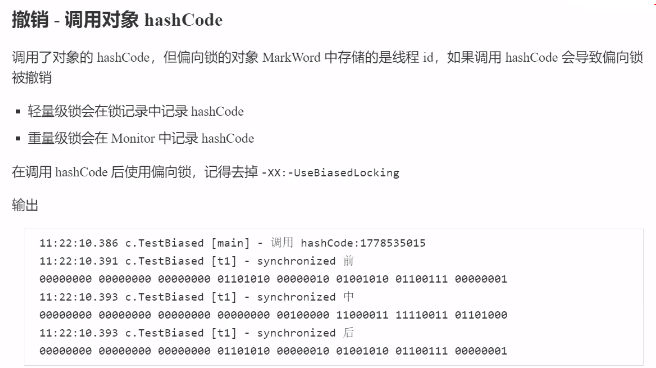 撤销 - 调用对象 hashCode
调用了对象的 hashCode，但偏向锁的对象 MarkWord 中存储的是线程 id，如果调用 hashCode 会导致偏向锁
被撤销
▪ 轻量级锁会在锁记录中记录 hashCode
▪ 重量级锁会在 Monitor 中记录 hashCode
在调用 hashCode 后使用偏向锁，记得去掉 -XX:-UseBiasedLocking
输出
11:22:10.386 c.TestBiased [main] - 调用 hashCode:1778535015
11:22:10.391 c.TestBiased [t1] - synchronized 前
00000000 00000000 00000000 01101010 00000010 01001010 01100111 00000001
11:22:10.393 c.TestBiased [t1] - synchronized 中
00000000 00000000 00000000 00000000 00100000 11000011 11110011 01101000
11:22:10.393 c.TestBiased [t1] - synchronized 后
00000000 00000000 00000000 01101010 00000010 01001010 01100111 00000001